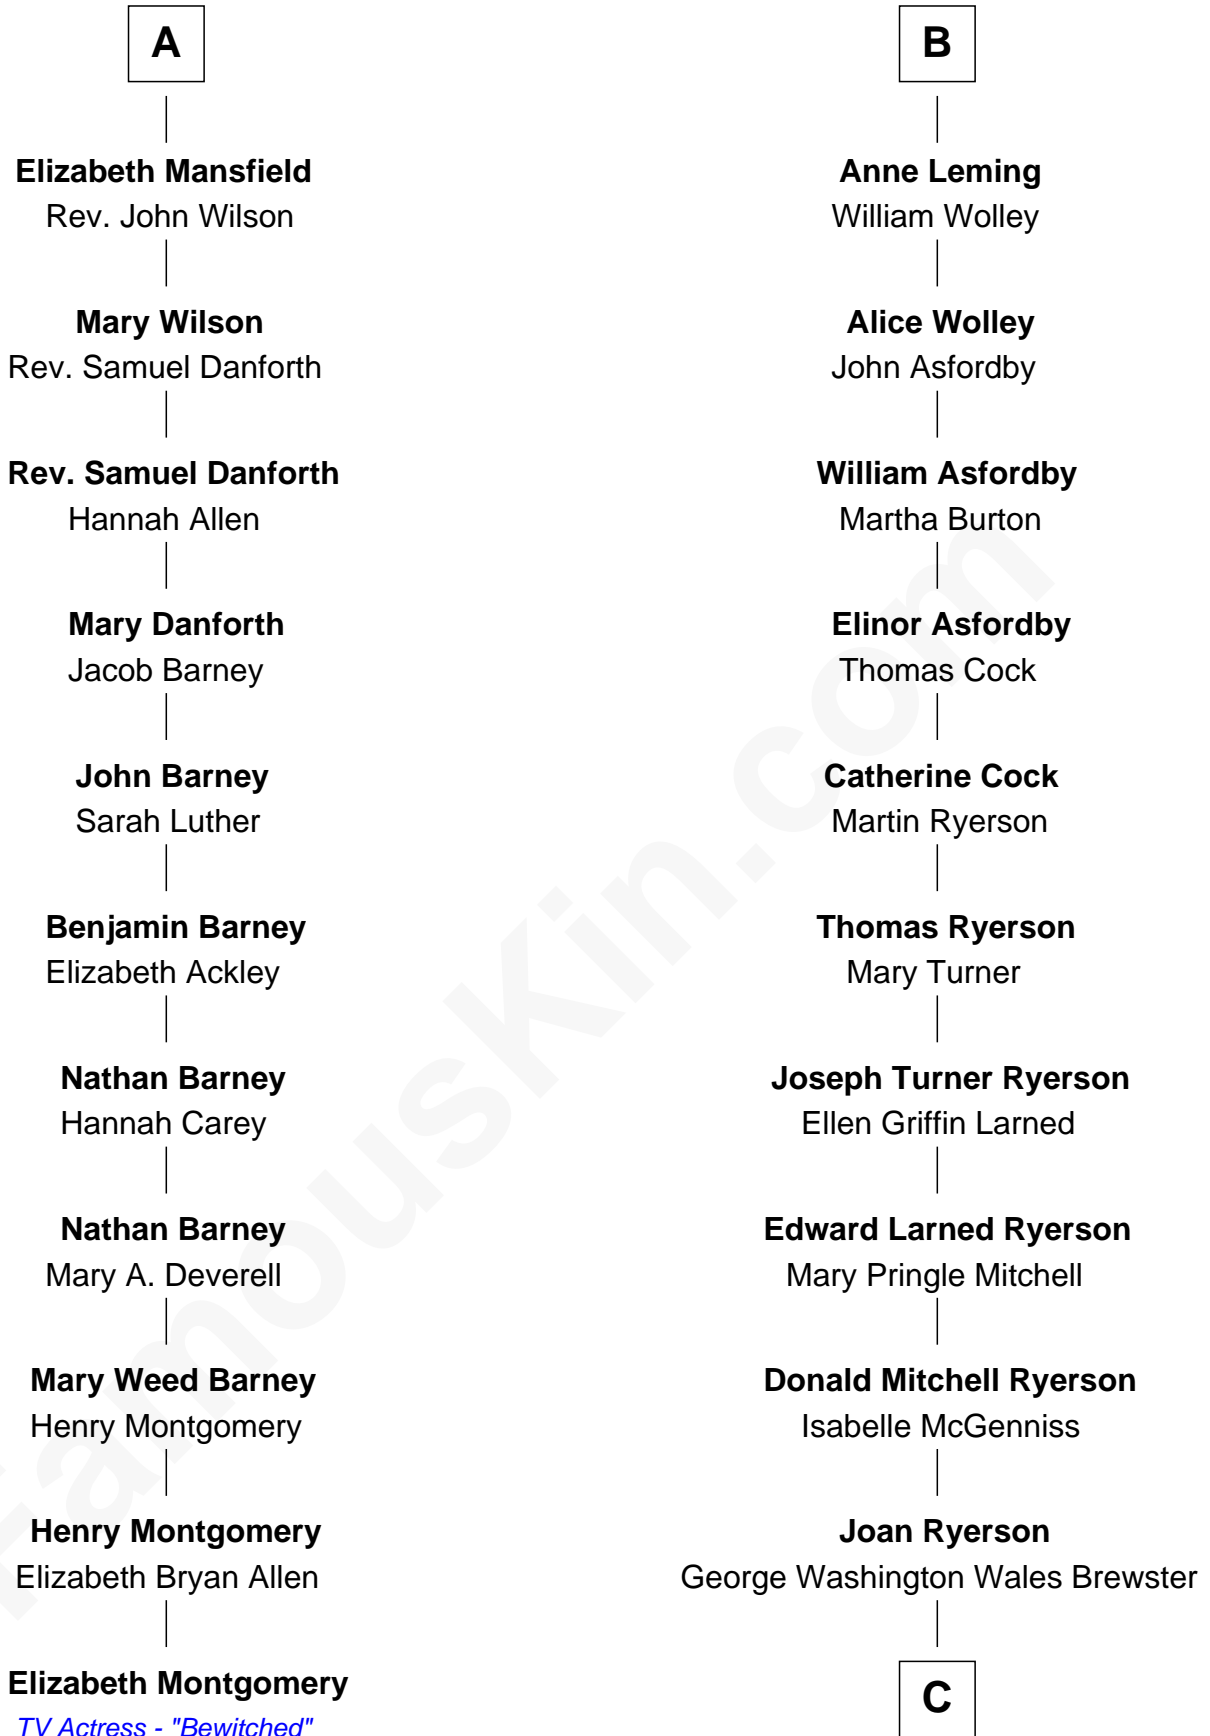 A
Elizabeth Mansfield
Rev. John Wilson
Mary Wilson
Rev. Samuel Danforth
Rev. Samuel Danforth
Hannah Allen
Mary Danforth
Jacob Barney
John Barney
Sarah Luther
Benjamin Barney
Elizabeth Ackley
Nathan Barney
Hannah Carey
Nathan Barney
Mary A. Deverell
Mary Weed Barney
Henry Montgomery
Henry Montgomery
Elizabeth Bryan Allen
Elizabeth Montgomery
TV Actress - "Bewitched"
B
Anne Leming
William Wolley
Alice Wolley
John Asfordby
William Asfordby
Martha Burton
Elinor Asfordby
Thomas Cock
Catherine Cock
Martin Ryerson
Thomas Ryerson
Mary Turner
Joseph Turner Ryerson
Ellen Griffin Larned
Edward Larned Ryerson
Mary Pringle Mitchell
Donald Mitchell Ryerson
Isabelle McGenniss
Joan Ryerson
George Washington Wales Brewster
C
FamousKin.com